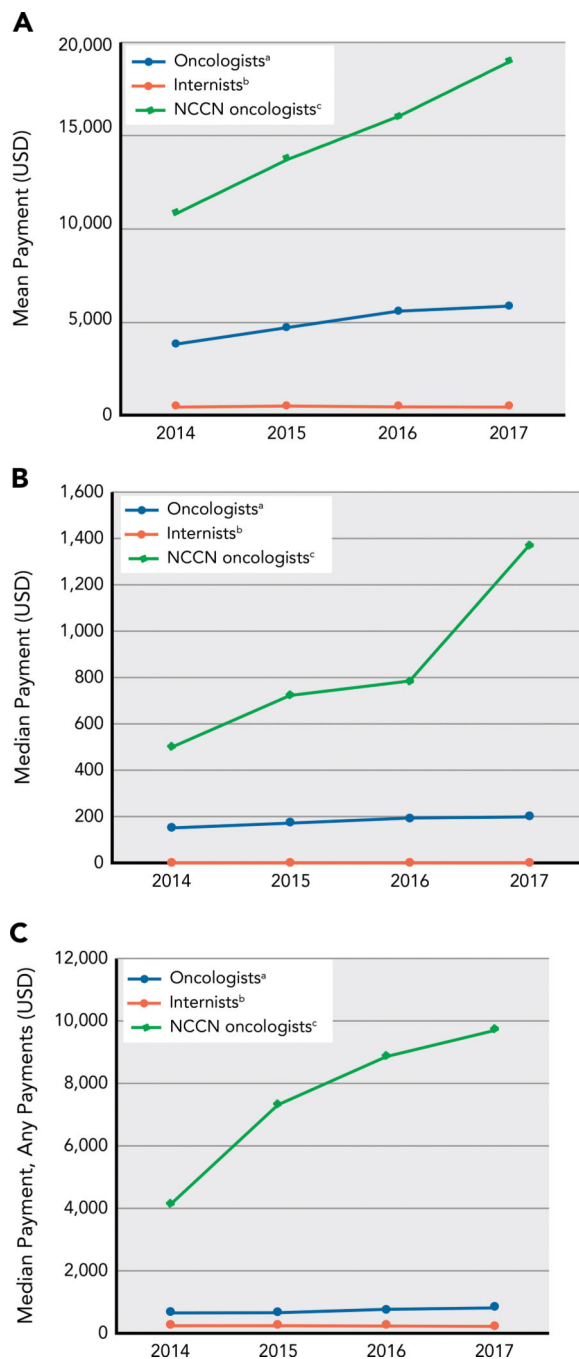 A
Mean Payment (USD)
20,000
15,000
10,000
5,000
0
Oncologistsᵃ
Internistsᵇ
NCCN oncologistsᶜ
2014 2015 2016 2017
B
Median Payment (USD)
1,600
1,400
1,200
1,000
800
600
400
200
0
Oncologistsᵃ
Internistsᵇ
NCCN oncologistsᶜ
2014 2015 2016 2017
C
Median Payment, Any Payments (USD)
12,000
10,000
8,000
6,000
4,000
2,000
0
Oncologistsᵃ
Internistsᵇ
NCCN oncologistsᶜ
2014 2015 2016 2017